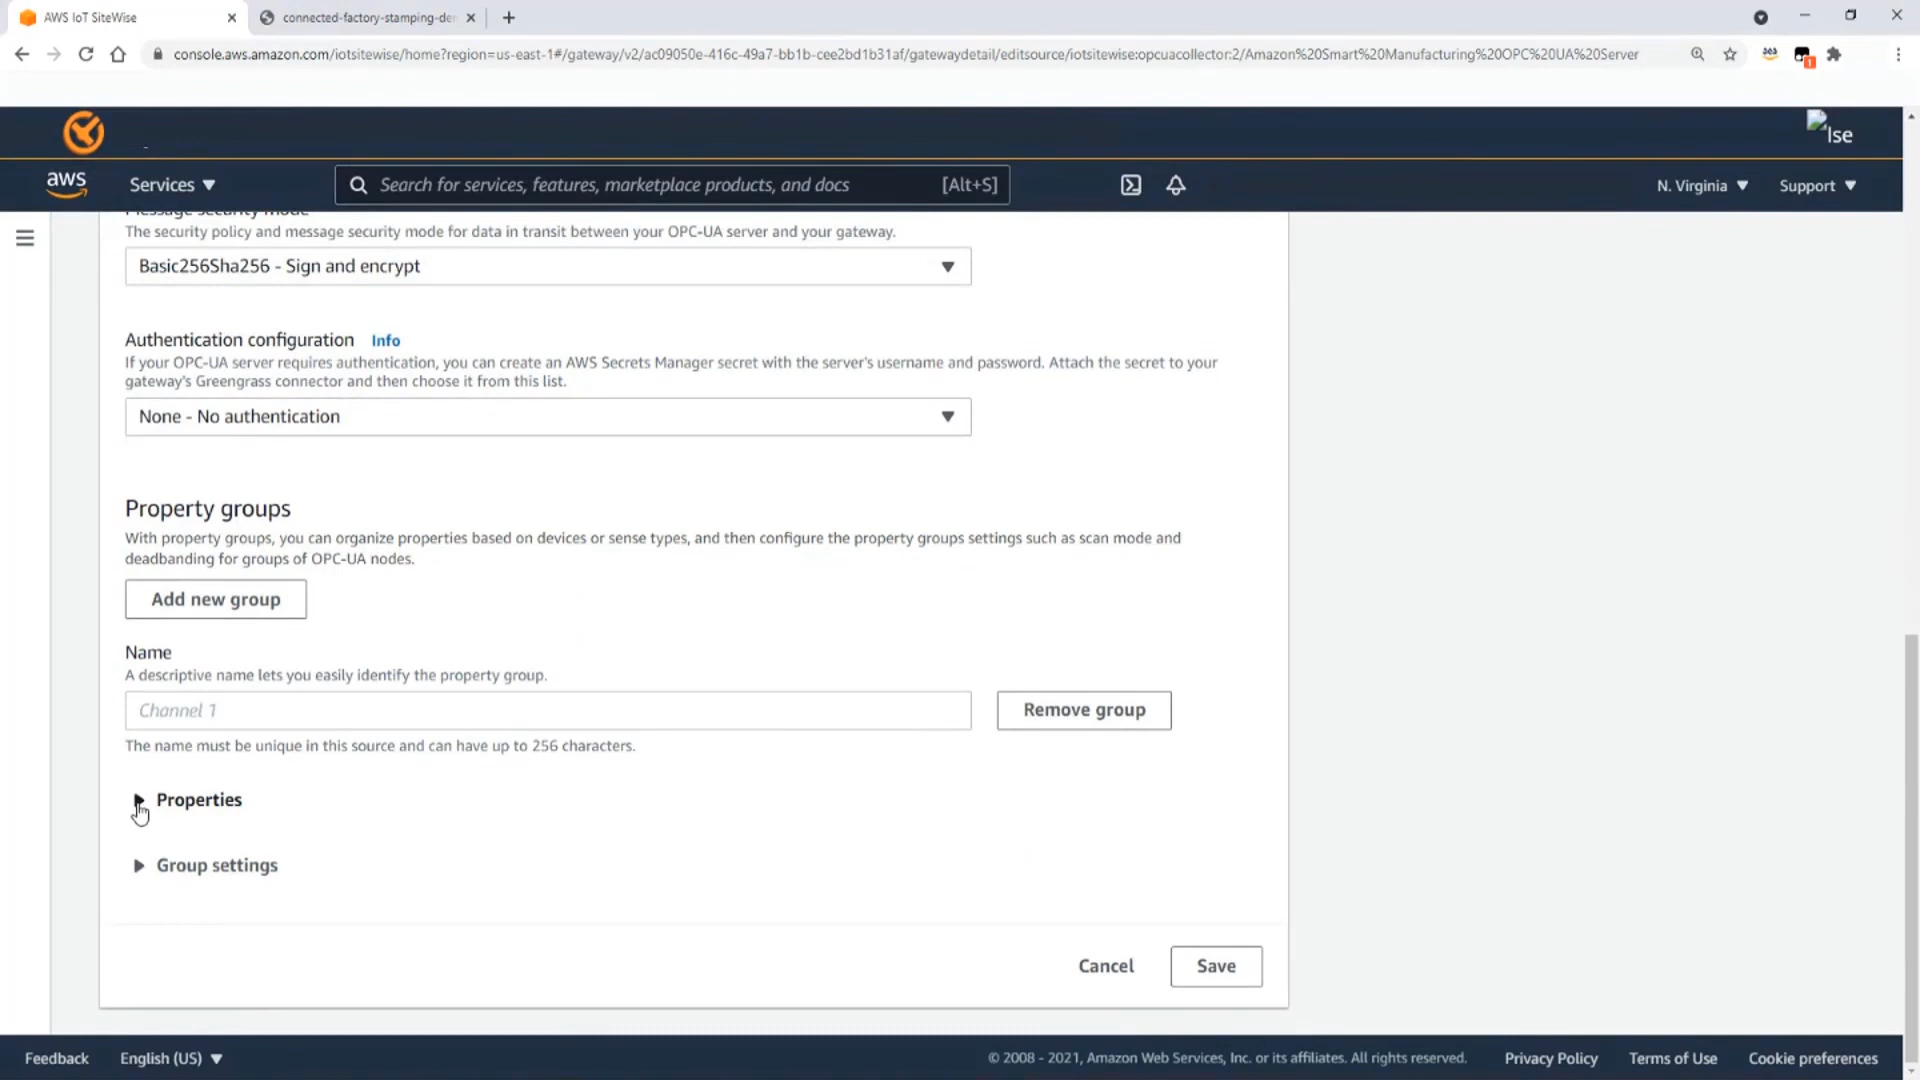 AWS IoT SiteWise
connected-factory-stamping-der
console.aws.amazon.com/iotsitewise/home?region=us-east-1#/gateway/v2/ac09050e-416c-49a7-bb1b-cee2bd1b31af/gatewaydetail/editsource/iotsitewise:opcuacollector:2/Amazon%20Smart%20Manufacturing%20OPC%20UA%20Server
1
lse
aws
Services
Search for services, features, marketplace products, and docs
[Alt+S]
N. Virginia
Support
Message security mode
The security policy and message security mode for data in transit between your OPC-UA server and your gateway.
Basic256Sha256 - Sign and encrypt
Authentication configuration Info
If your OPC-UA server requires authentication, you can create an AWS Secrets Manager secret with the server's username and password. Attach the secret to your
gateway's Greengrass connector and then choose it from this list.
None - No authentication
Property groups
With property groups, you can organize properties based on devices or sense types, and then configure the property groups settings such as scan mode and
deadbanding for groups of OPC-UA nodes.
Add new group
Name
A descriptive name lets you easily identify the property group.
Channel 1
Remove group
The name must be unique in this source and can have up to 256 characters.
Properties
Group settings
Cancel
Save
Feedback
English (US)
© 2008 - 2021, Amazon Web Services, Inc. or its affiliates. All rights reserved.
Privacy Policy
Terms of Use
Cookie preferences